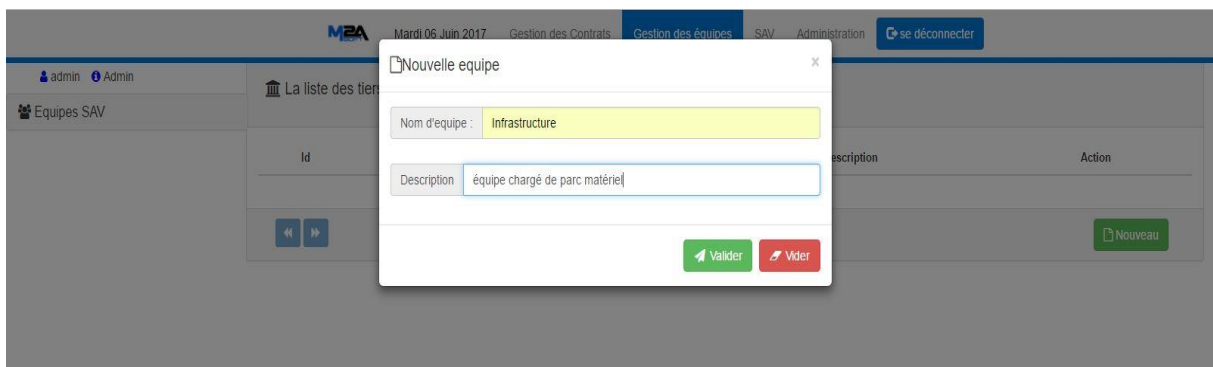 M2A Mardi 06 Juin 2017 Gestion des Contrats Gestion des équipes SAV Administration se déconnecter
admin Admin
Equipes SAV
La liste des tiers
Nouvelle equipe x
Nom d'equipe : Infrastructure
Description équipe chargé de parc matériel
Id escription Action
Nouveau
Valider Vider